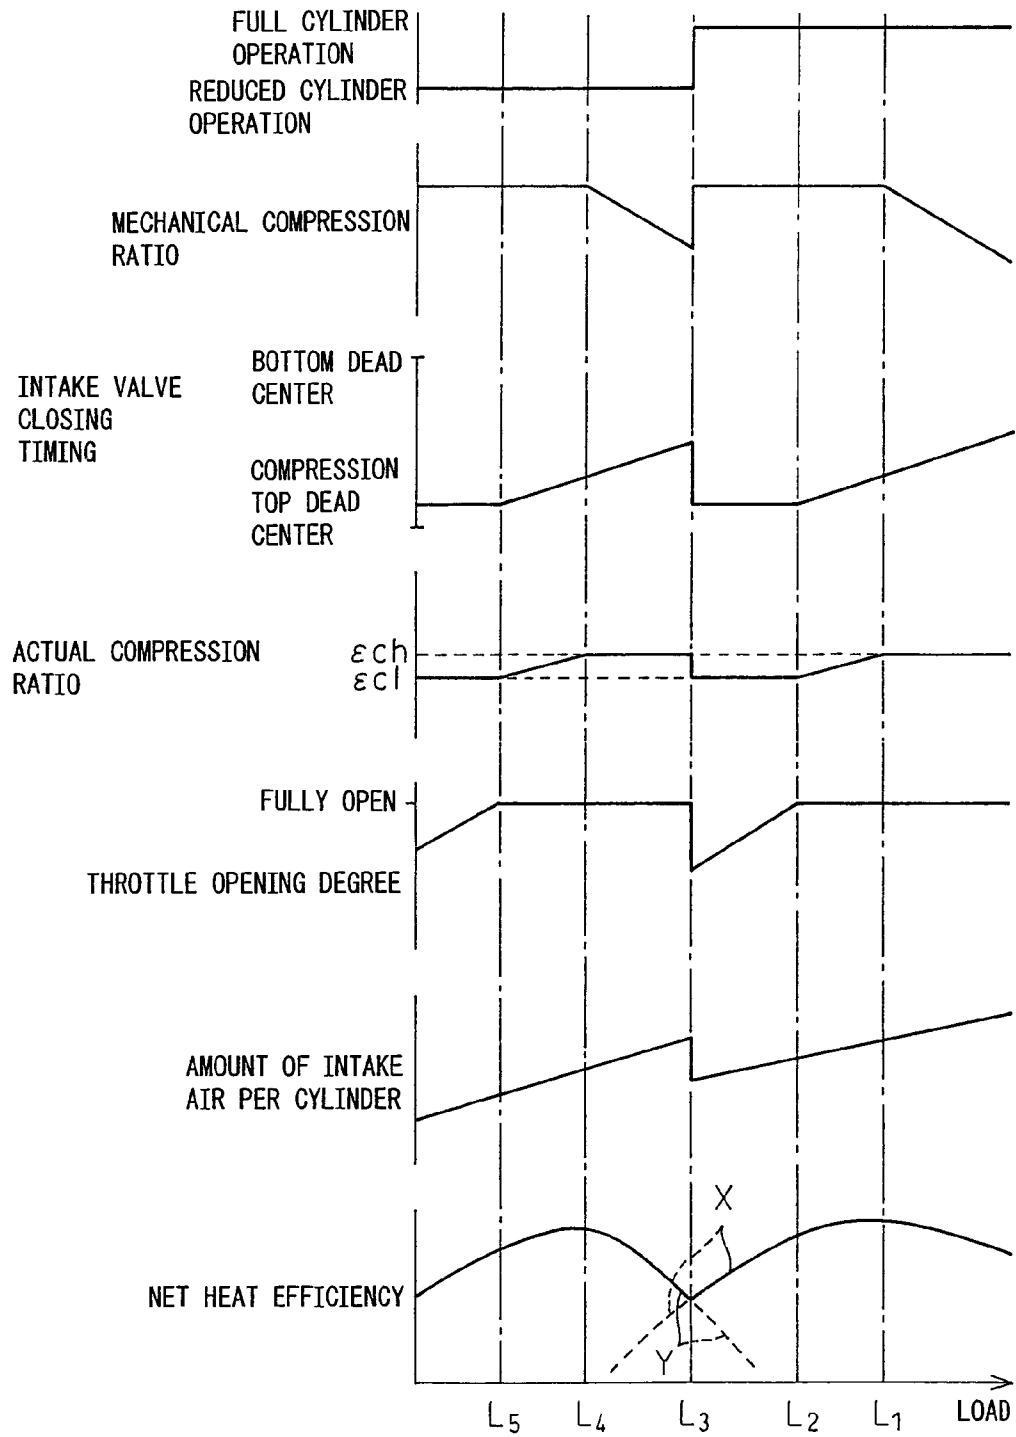 FULL CYLINDER
OPERATION
REDUCED CYLINDER
OPERATION
MECHANICAL COMPRESSION
RATIO
INTAKE VALVE
CLOSING
TIMING
BOTTOM DEAD
CENTER
COMPRESSION
TOP DEAD
CENTER
ACTUAL COMPRESSION
RATIO
εch
εcl
FULLY OPEN
THROTTLE OPENING DEGREE
AMOUNT OF INTAKE
AIR PER CYLINDER
NET HEAT EFFICIENCY
X
Y
L5 L4 L3 L2 L1 LOAD